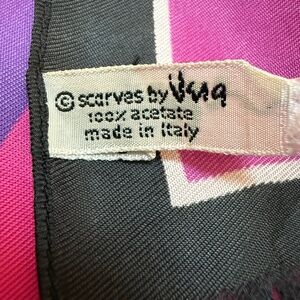 © scarves by Vera
100% acetate
made in italy